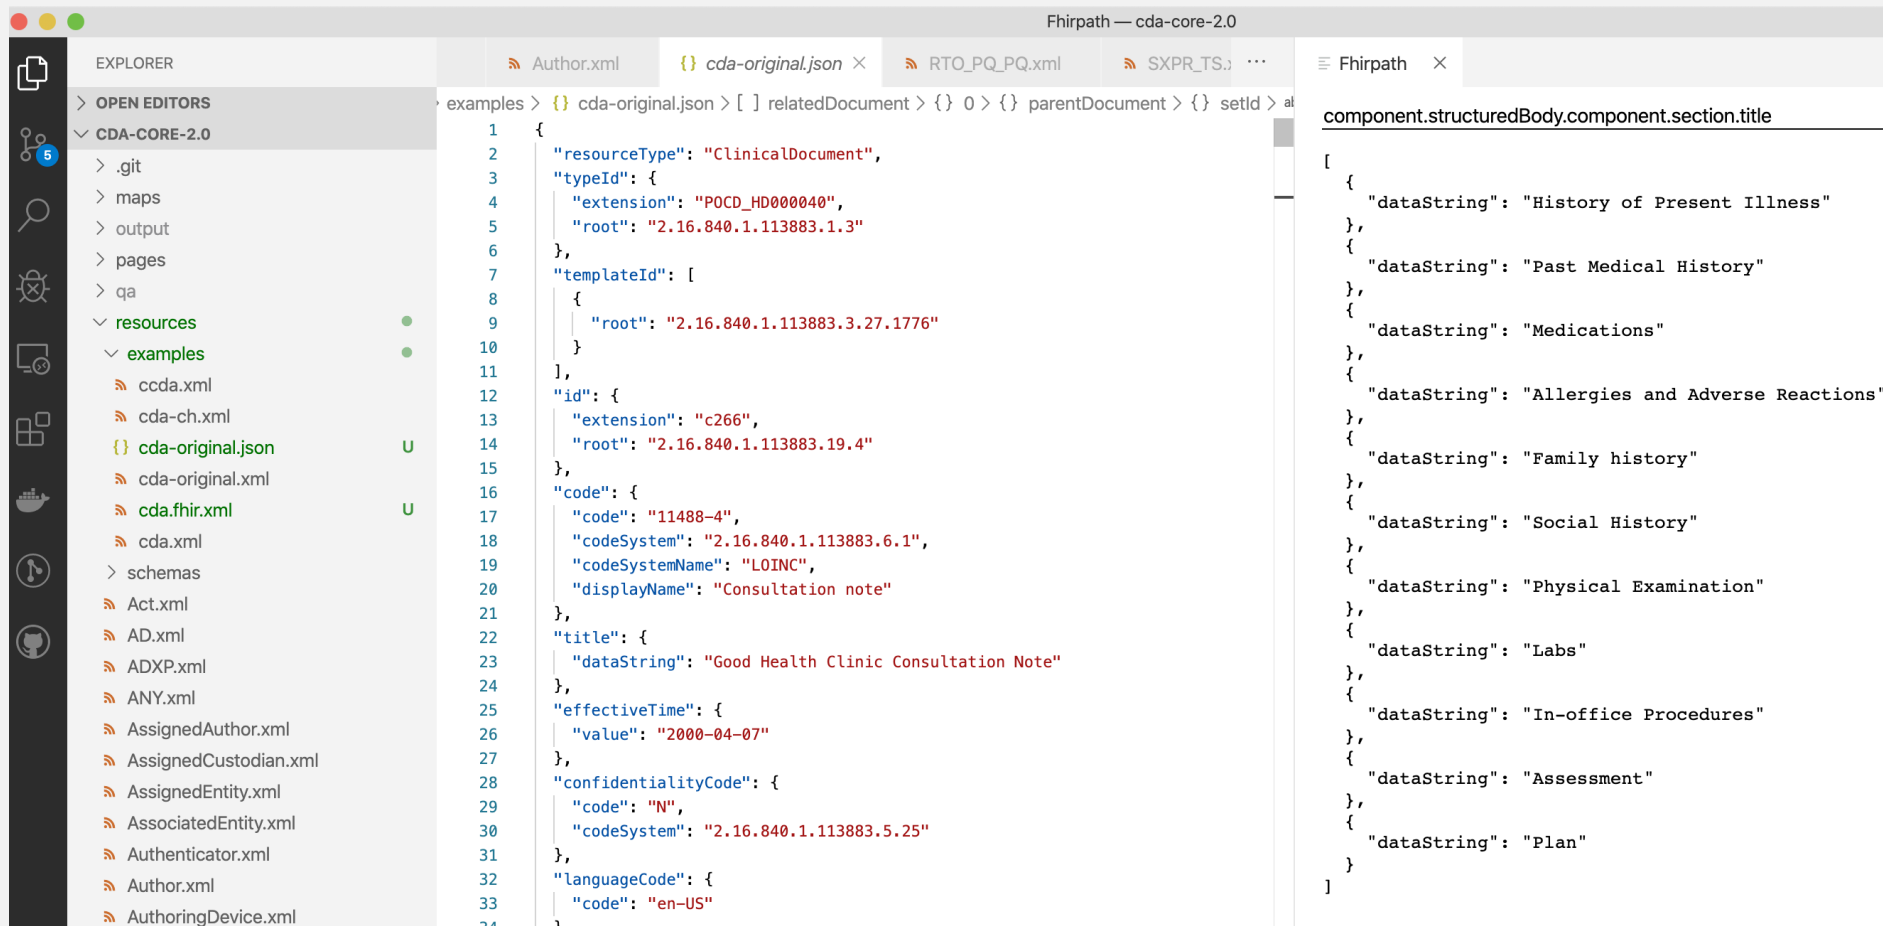 Fhirpath — cda-core-2.0
EXPLORER
OPEN EDITORS
CDA-CORE-2.0
.git
maps
output
pages
qa
resources
examples
ccda.xml
cda-ch.xml
cda-original.json U
cda-original.xml
cda.fhir.xml U
cda.xml
schemas
Act.xml
AD.xml
ADXP.xml
ANY.xml
AssignedAuthor.xml
AssignedCustodian.xml
AssignedEntity.xml
AssociatedEntity.xml
Authenticator.xml
Author.xml
AuthoringDevice.xml
5
Author.xml {} cda-original.json × RTO_PQ_PQ.xml SXPR_TS.x ···
examples > {} cda-original.json > [ ] relatedDocument > {} 0 > {} parentDocument > {} setId > ab
1 {
2 "resourceType": "ClinicalDocument",
3 "typeId": {
4 "extension": "POCD_HD000040",
5 "root": "2.16.840.1.113883.1.3"
6 },
7 "templateId": [
8 {
9 "root": "2.16.840.1.113883.3.27.1776"
10 }
11 ],
12 "id": {
13 "extension": "c266",
14 "root": "2.16.840.1.113883.19.4"
15 },
16 "code": {
17 "code": "11488-4",
18 "codeSystem": "2.16.840.1.113883.6.1",
19 "codeSystemName": "LOINC",
20 "displayName": "Consultation note"
21 },
22 "title": {
23 "dataString": "Good Health Clinic Consultation Note"
24 },
25 "effectiveTime": {
26 "value": "2000-04-07"
27 },
28 "confidentialityCode": {
29 "code": "N",
30 "codeSystem": "2.16.840.1.113883.5.25"
31 },
32 "languageCode": {
33 "code": "en-US"
Fhirpath ×
component.structuredBody.component.section.title
[
{
"dataString": "History of Present Illness"
},
{
"dataString": "Past Medical History"
},
{
"dataString": "Medications"
},
{
"dataString": "Allergies and Adverse Reactions"
},
{
"dataString": "Family history"
},
{
"dataString": "Social History"
},
{
"dataString": "Physical Examination"
},
{
"dataString": "Labs"
},
{
"dataString": "In-office Procedures"
},
{
"dataString": "Assessment"
},
{
"dataString": "Plan"
}
]